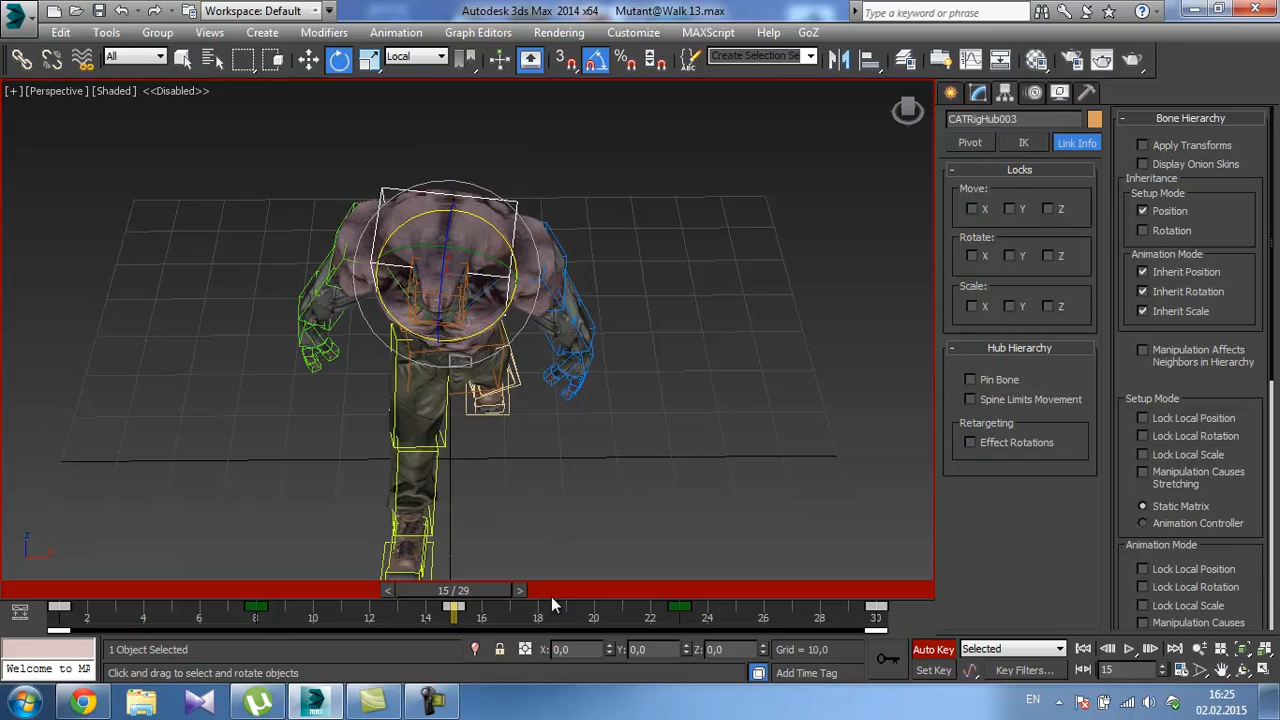 Workspace: Default
Autodesk 3ds Max 2014 x64
Mutant@Walk 13.max
Type a keyword or phrase
Edit Tools Group Views Create Modifiers Animation Graph Editors Rendering Customize MAXScript Help GoZ
All
Local
3
Create Selection Se
[+] [Perspective] [Shaded] <<Disabled>>
CATRigHub003
Pivot IK Link Info
- Locks
Move:
X Y Z
Rotate:
X Y Z
Scale:
X Y Z
- Hub Hierarchy
Pin Bone
Spine Limits Movement
Retargeting
Effect Rotations
- Bone Hierarchy
Apply Transforms
Display Onion Skins
Inheritance
Setup Mode
Position
Rotation
Animation Mode
Inherit Position
Inherit Rotation
Inherit Scale
Manipulation Affects
Neighbors in Hierarchy
Setup Mode
Lock Local Position
Lock Local Rotation
Lock Local Scale
Manipulation Causes
Stretching
Static Matrix
Animation Controller
Animation Mode
Lock Local Position
Lock Local Rotation
Lock Local Scale
Manipulation Causes
z
x
< 15 / 29 >
2 4 6 8 10 12 14 16 18 20 22 24 26 28 30
1 Object Selected
X: 0,0 Y: 0,0 Z: 0,0 Grid = 10,0
Auto Key Selected
Welcome to MA
Click and drag to select and rotate objects
Add Time Tag
Set Key Key Filters... 15
EN
16:25
02.02.2015